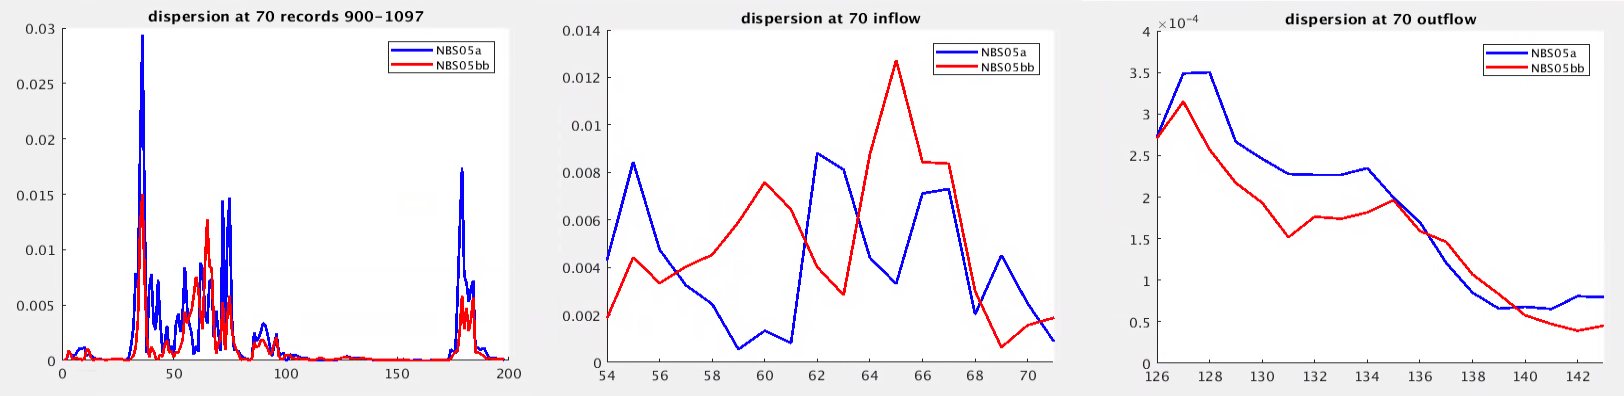 dispersion at 70 records 900-1097
0.03
0.025
0.02
0.015
0.01
0.005
0
0 50 100 150 200
NBS05a
NBS05bb
dispersion at 70 inflow
0.014
0.012
0.01
0.008
0.006
0.004
0.002
0
54 56 58 60 62 64 66 68 70
NBS05a
NBS05bb
dispersion at 70 outflow
×10⁻⁴
4
3.5
3
2.5
2
1.5
1
0.5
0
126 128 130 132 134 136 138 140 142
NBS05a
NBS05bb